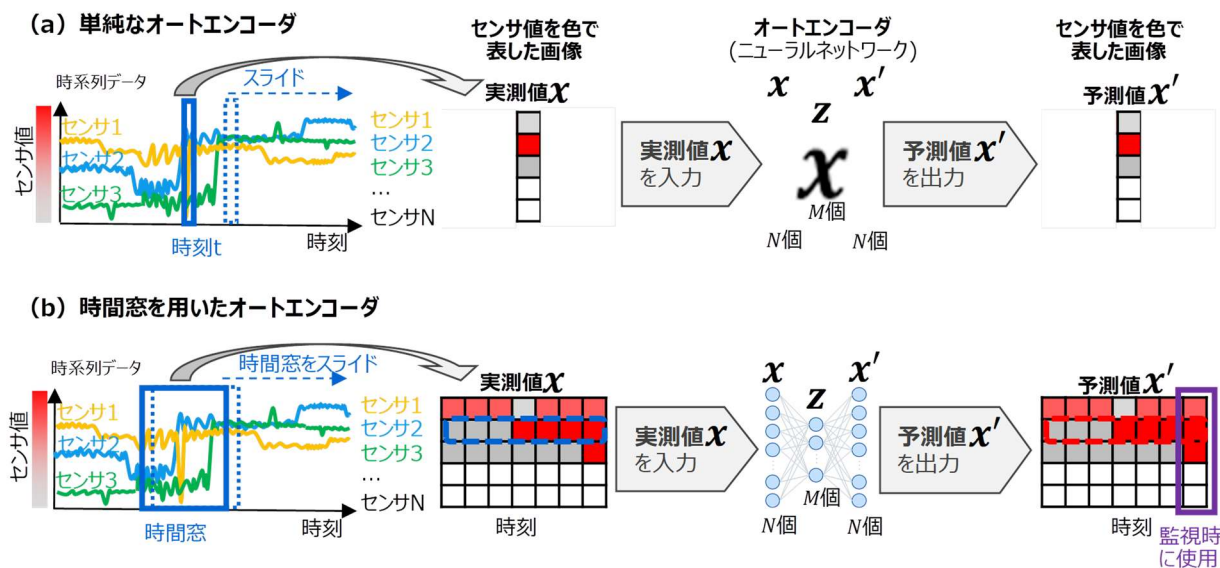 (a) 単純なオートエンコーダ
時系列データ
スライド
センサ値
センサ1
センサ2
センサ3
センサ1
センサ2
センサ3
...
センサN
時刻t
時刻
センサ値を色で
表した画像
実測値x
実測値x
を入力
オートエンコーダ
(ニューラルネットワーク)
x
x′
z
x
M個
N個
N個
予測値x′
を出力
センサ値を色で
表した画像
予測値x′
(b) 時間窓を用いたオートエンコーダ
時系列データ
時間窓をスライド
センサ値
センサ1
センサ2
センサ3
センサ1
センサ2
センサ3
...
センサN
時間窓
時刻
実測値x
時刻
実測値x
を入力
x
x′
z
M個
N個
N個
予測値x′
を出力
予測値x′
時刻
監視時
に使用